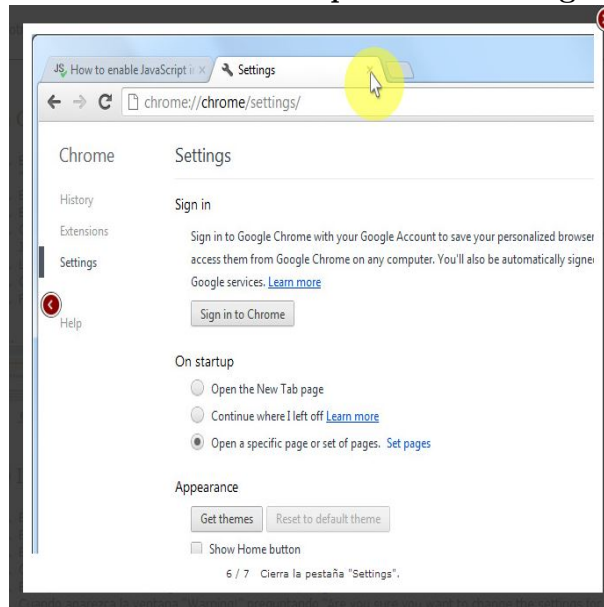 JS, How to enable JavaScript i
Settings
chrome://chrome/settings/
Chrome
Settings
History
Extensions
Settings
Help
Sign in
Sign in to Google Chrome with your Google Account to save your personalized browser
access them from Google Chrome on any computer. You'll also be automatically signe
Google services. Learn more
Sign in to Chrome
On startup
Open the New Tab page
Continue where I left off Learn more
Open a specific page or set of pages. Set pages
Appearance
Get themes Reset to default theme
Show Home button
6 / 7 Cierra la pestaña "Settings".